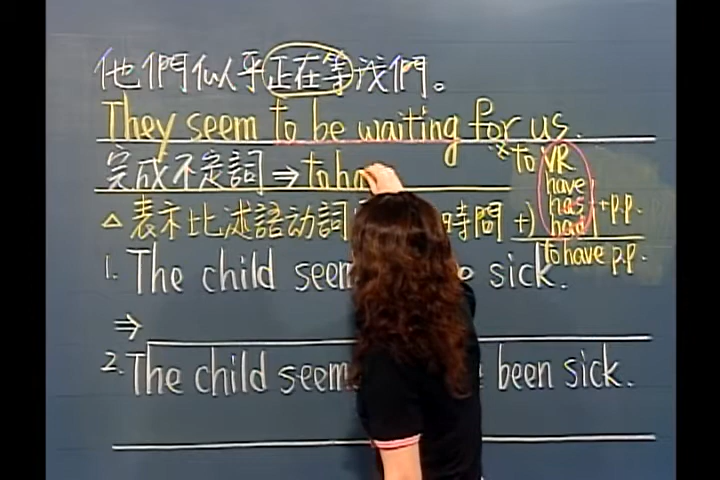 他們似乎正在等我們。
They seem to be waiting for us.
完成不定詞 ⇒ to ha
to VR
have
has + p.p.
had
+) to have p.p.
△ 表示比述語动詞 時間
1. The child seem sick.
⇒
2. The child seem been sick.